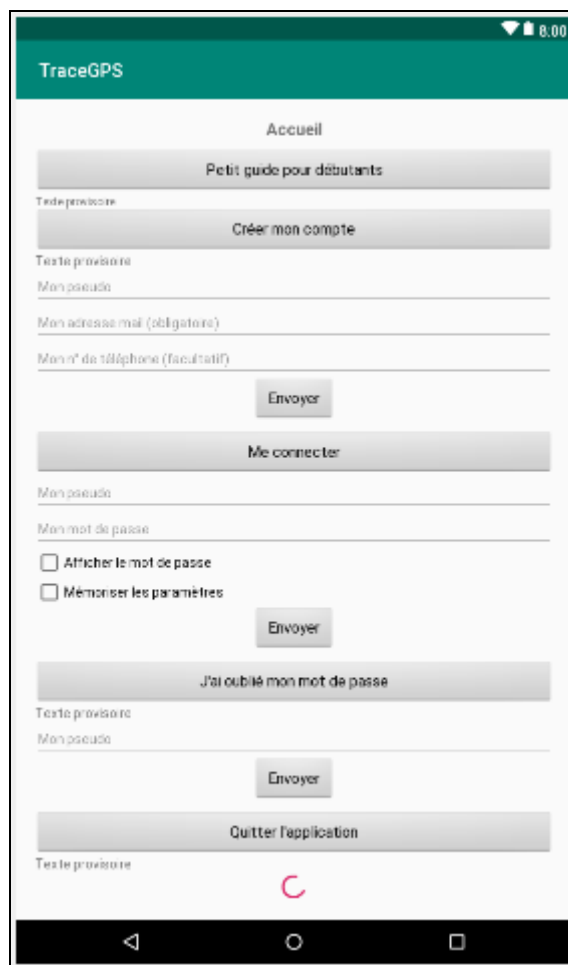 8:00
TraceGPS
Accueil
Petit guide pour débutants
Texte provisoire
Créer mon compte
Texte provisoire
Mon pseudo
Mon adresse mail (obligatoire)
Mon n° de téléphone (facultatif)
Envoyer
Me connecter
Mon pseudo
Mon mot de passe
Afficher le mot de passe
Mémoriser les paramètres
Envoyer
J'ai oublié mon mot de passe
Texte provisoire
Mon pseudo
Envoyer
Quitter l'application
Texte provisoire